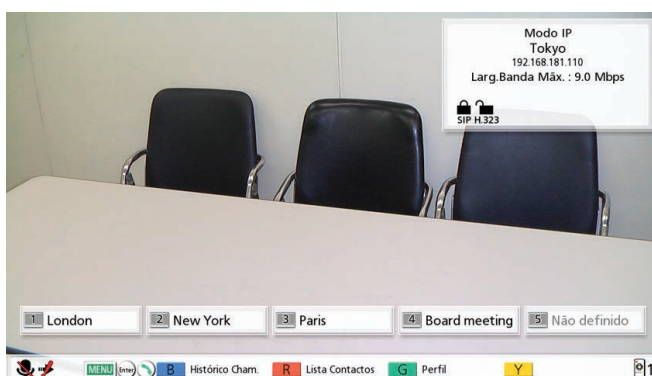 Modo IP
Tokyo
192.168.181.110
Larg.Banda Máx. : 9.0 Mbps
SIP H.323
1 London 2 New York 3 Paris 4 Board meeting 5 Não definido
MENU Enter B Histórico Cham. R Lista Contactos G Perfil Y 1